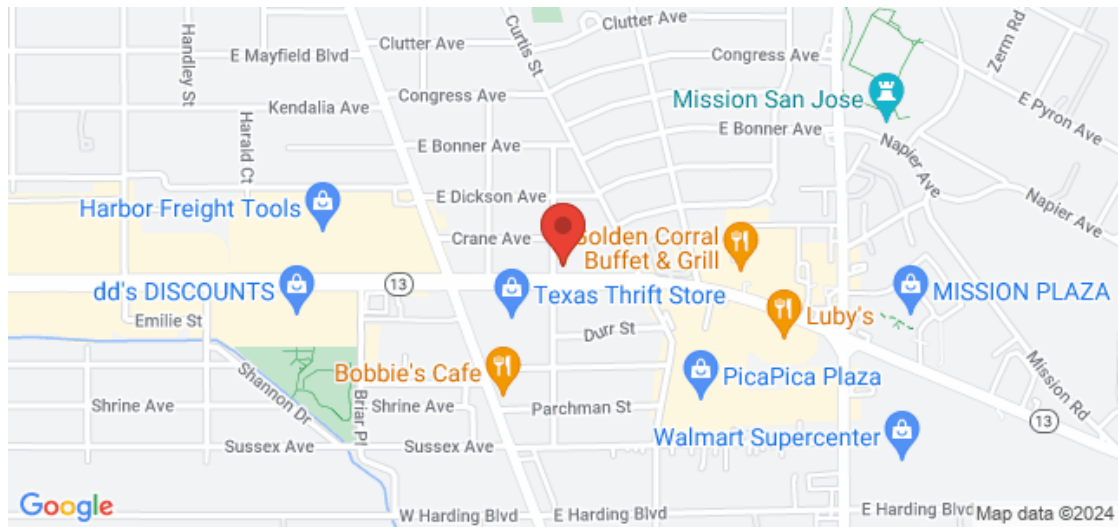 Clutter Ave
Clutter Ave
Handley St
Curtis St
E Mayfield Blvd
Congress Ave
Zerm Rd
Congress Ave
Kendalia Ave
Mission San Jose
E Pyron Ave
Harald Ct
E Bonner Ave
E Bonner Ave
Napier Ave
E Dickson Ave
Napier Ave
Harbor Freight Tools
Crane Ave
Golden Corral
Buffet & Grill
13
dd's DISCOUNTS
Texas Thrift Store
MISSION PLAZA
Emilie St
Luby's
Durr St
Bobbie's Cafe
PicaPica Plaza
Shannon Dr
Briar Pl
Mission Rd
Shrine Ave
Shrine Ave
Parchman St
13
Walmart Supercenter
Sussex Ave
Sussex Ave
Google
W Harding Blvd
E Harding Blvd
E Harding Blvd
Map data ©2024